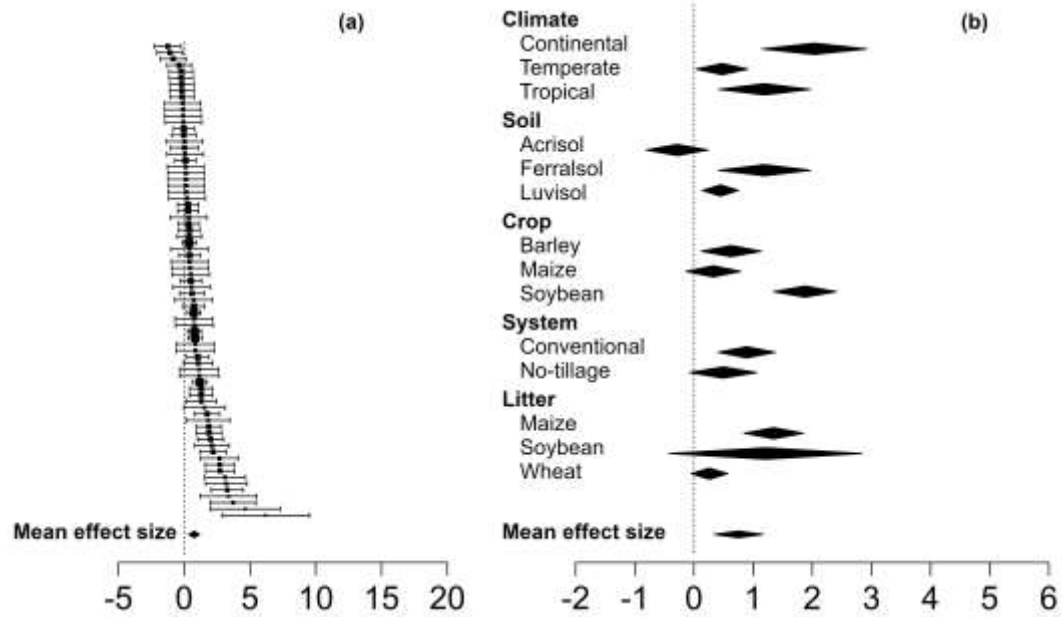 (a)
Mean effect size
-5 0 5 10 15 20
(b)
Climate
Continental
Temperate
Tropical
Soil
Acrisol
Ferralsol
Luvisol
Crop
Barley
Maize
Soybean
System
Conventional
No-tillage
Litter
Maize
Soybean
Wheat
Mean effect size
-2 -1 0 1 2 3 4 5 6